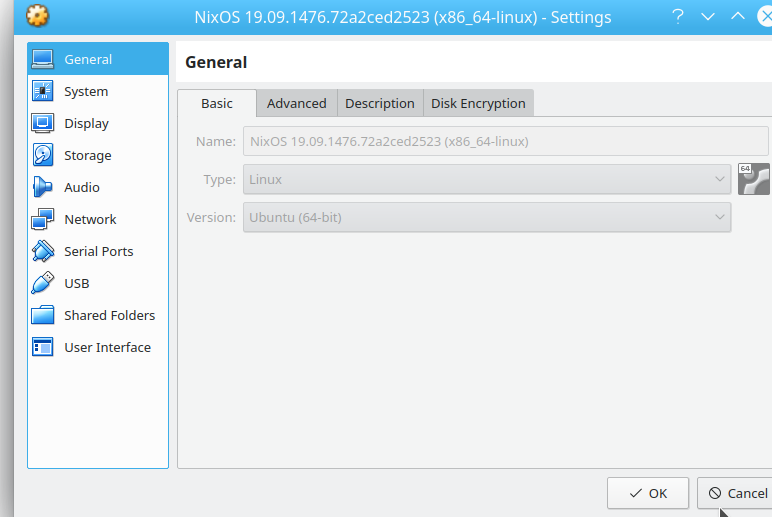 NixOS 19.09.1476.72a2ced2523 (x86_64-linux) - Settings
General
System
Display
Storage
Audio
Network
Serial Ports
USB
Shared Folders
User Interface
General
Basic Advanced Description Disk Encryption
Name: NixOS 19.09.1476.72a2ced2523 (x86_64-linux)
Type: Linux 64
Version: Ubuntu (64-bit)
OK Cancel